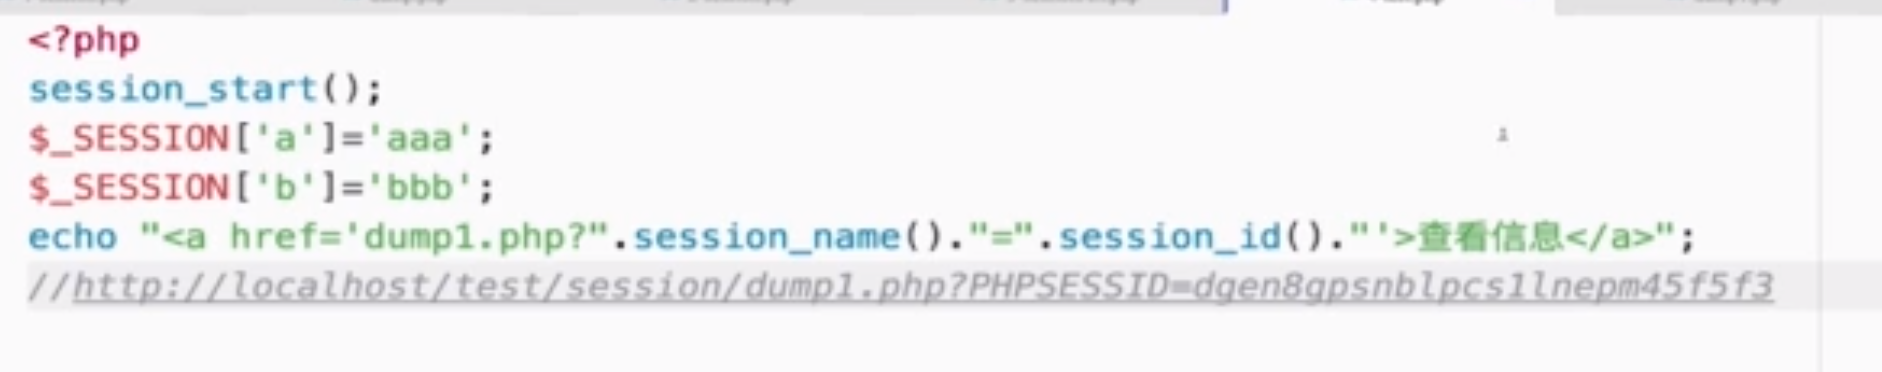 <?php
session_start();
$_SESSION['a']='aaa';
$_SESSION['b']='bbb';
echo "<a href='dump1.php?".session_name()."=".session_id()."'>查看信息</a>";
//http://localhost/test/session/dump1.php?PHPSESSID=dgen8gpsnblpcs1lnepm45f5f3